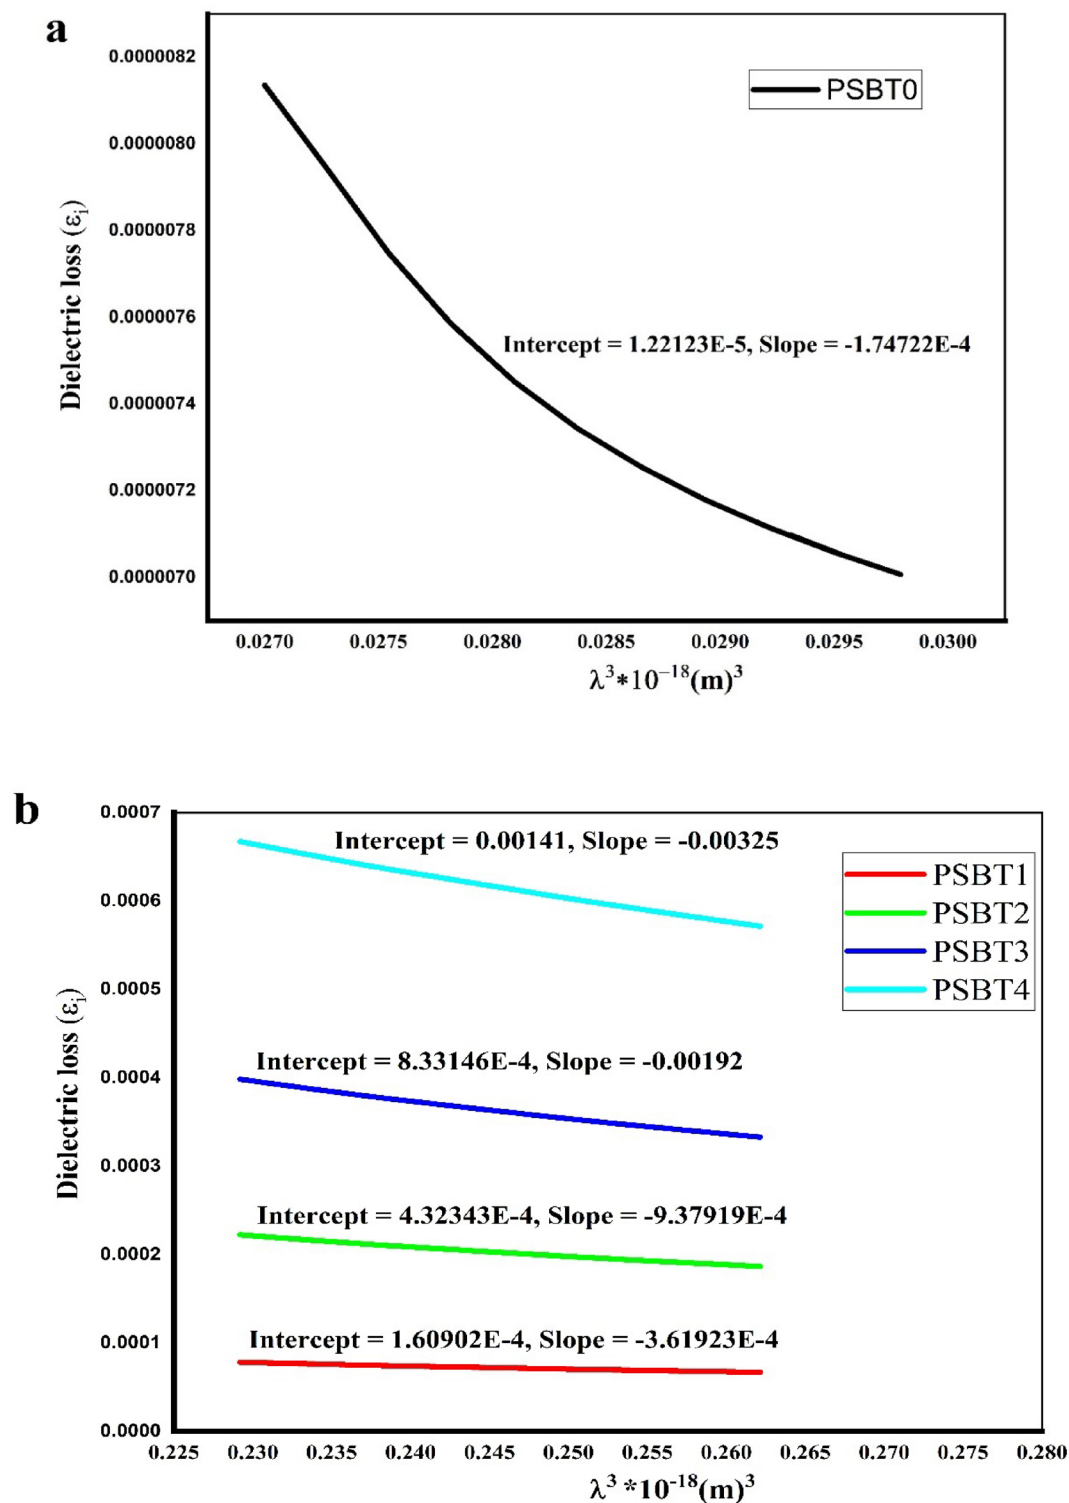 a
0.0000082
0.0000080
0.0000078
0.0000076
0.0000074
0.0000072
0.0000070
Dielectric loss (εᵢ)
PSBT0
Intercept = 1.22123E-5, Slope = -1.74722E-4
0.0270 0.0275 0.0280 0.0285 0.0290 0.0295 0.0300
λ³*10⁻¹⁸(m)³
b
0.0007
0.0006
0.0005
0.0004
0.0003
0.0002
0.0001
0.0000
Dielectric loss (εᵢ)
Intercept = 0.00141, Slope = -0.00325
PSBT1
PSBT2
PSBT3
PSBT4
Intercept = 8.33146E-4, Slope = -0.00192
Intercept = 4.32343E-4, Slope = -9.37919E-4
Intercept = 1.60902E-4, Slope = -3.61923E-4
0.225 0.230 0.235 0.240 0.245 0.250 0.255 0.260 0.265 0.270 0.275 0.280
λ³ *10⁻¹⁸(m)³